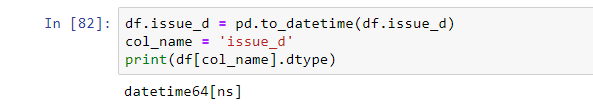 In [82]: df.issue_d = pd.to_datetime(df.issue_d)
col_name = 'issue_d'
print(df[col_name].dtype)
datetime64[ns]